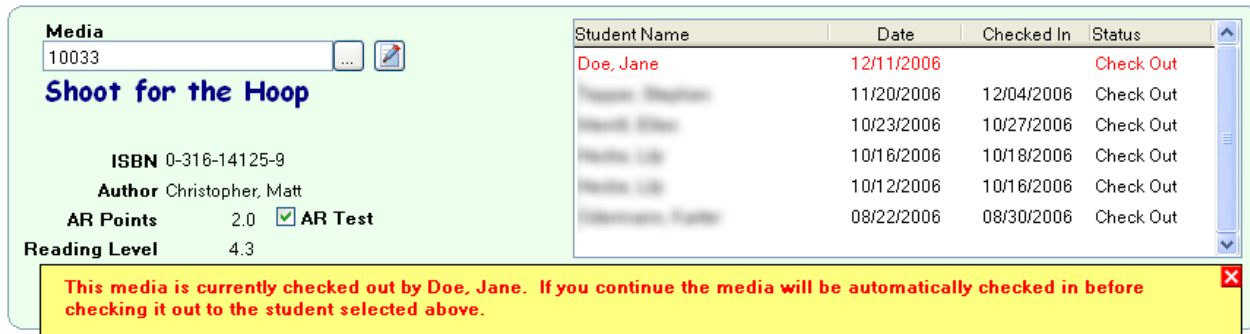 Media
10033 ...
Shoot for the Hoop
ISBN 0-316-14125-9
Author Christopher, Matt
AR Points 2.0 AR Test
Reading Level 4.3
Student Name Date Checked In Status
Doe, Jane 12/11/2006 Check Out
11/20/2006 12/04/2006 Check Out
10/23/2006 10/27/2006 Check Out
10/16/2006 10/18/2006 Check Out
10/12/2006 10/16/2006 Check Out
08/22/2006 08/30/2006 Check Out
This media is currently checked out by Doe, Jane. If you continue the media will be automatically checked in before
checking it out to the student selected above.